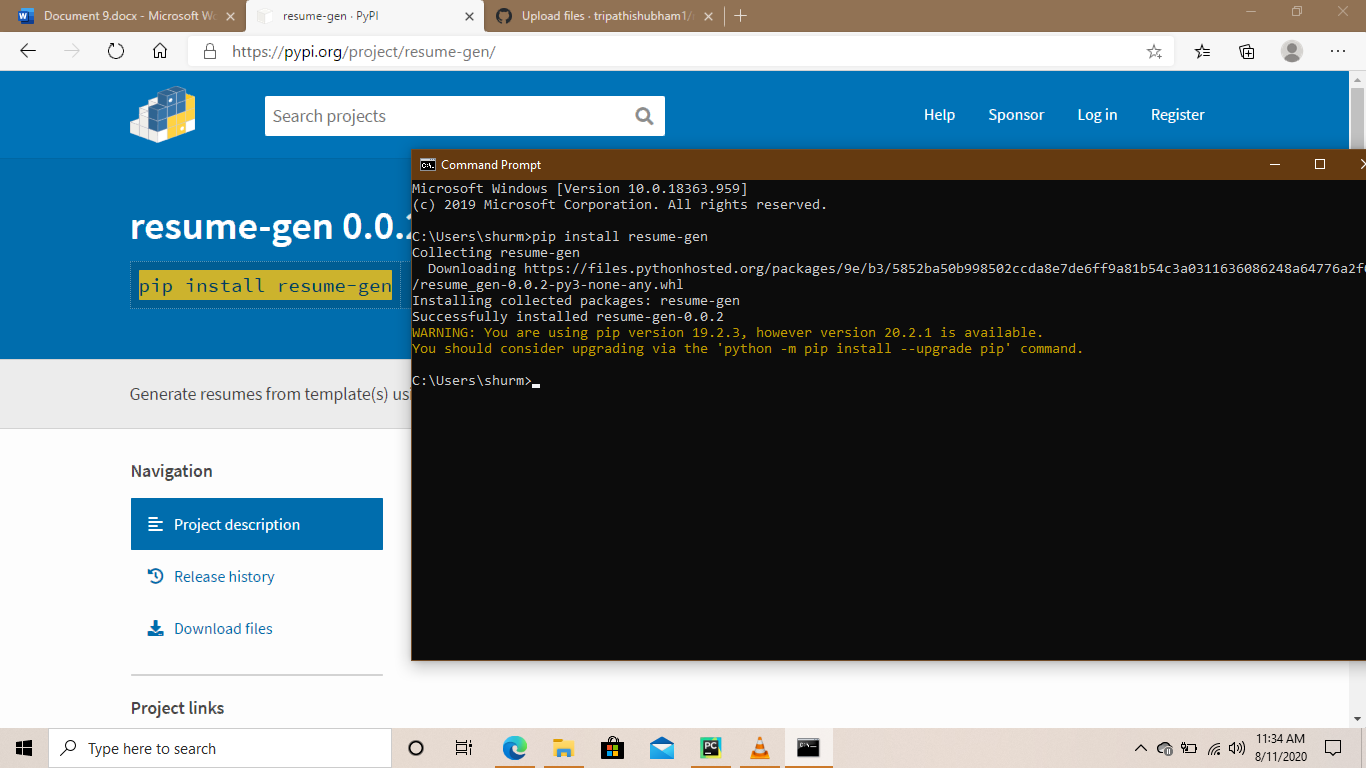 Document 9.docx - Microsoft Wo
resume-gen · PyPI
Upload files · tripathishubham1/
https://pypi.org/project/resume-gen/
Search projects
Help
Sponsor
Log in
Register
resume-gen 0.0.2
pip install resume-gen
Generate resumes from template(s) usi
Navigation
Project description
Release history
Download files
Project links
Command Prompt
Microsoft Windows [Version 10.0.18363.959]
(c) 2019 Microsoft Corporation. All rights reserved.
C:\Users\shurm>pip install resume-gen
Collecting resume-gen
Downloading https://files.pythonhosted.org/packages/9e/b3/5852ba50b998502ccda8e7de6ff9a81b54c3a0311636086248a64776a2f
/resume_gen-0.0.2-py3-none-any.whl
Installing collected packages: resume-gen
Successfully installed resume-gen-0.0.2
WARNING: You are using pip version 19.2.3, however version 20.2.1 is available.
You should consider upgrading via the 'python -m pip install --upgrade pip' command.
C:\Users\shurm>
Type here to search
11:34 AM
8/11/2020